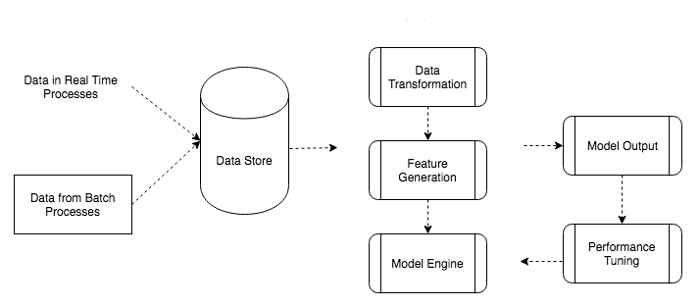 Data in Real Time
Processes
Data from Batch
Processes
Data Store
Data
Transformation
Feature
Generation
Model Engine
Model Output
Performance
Tuning